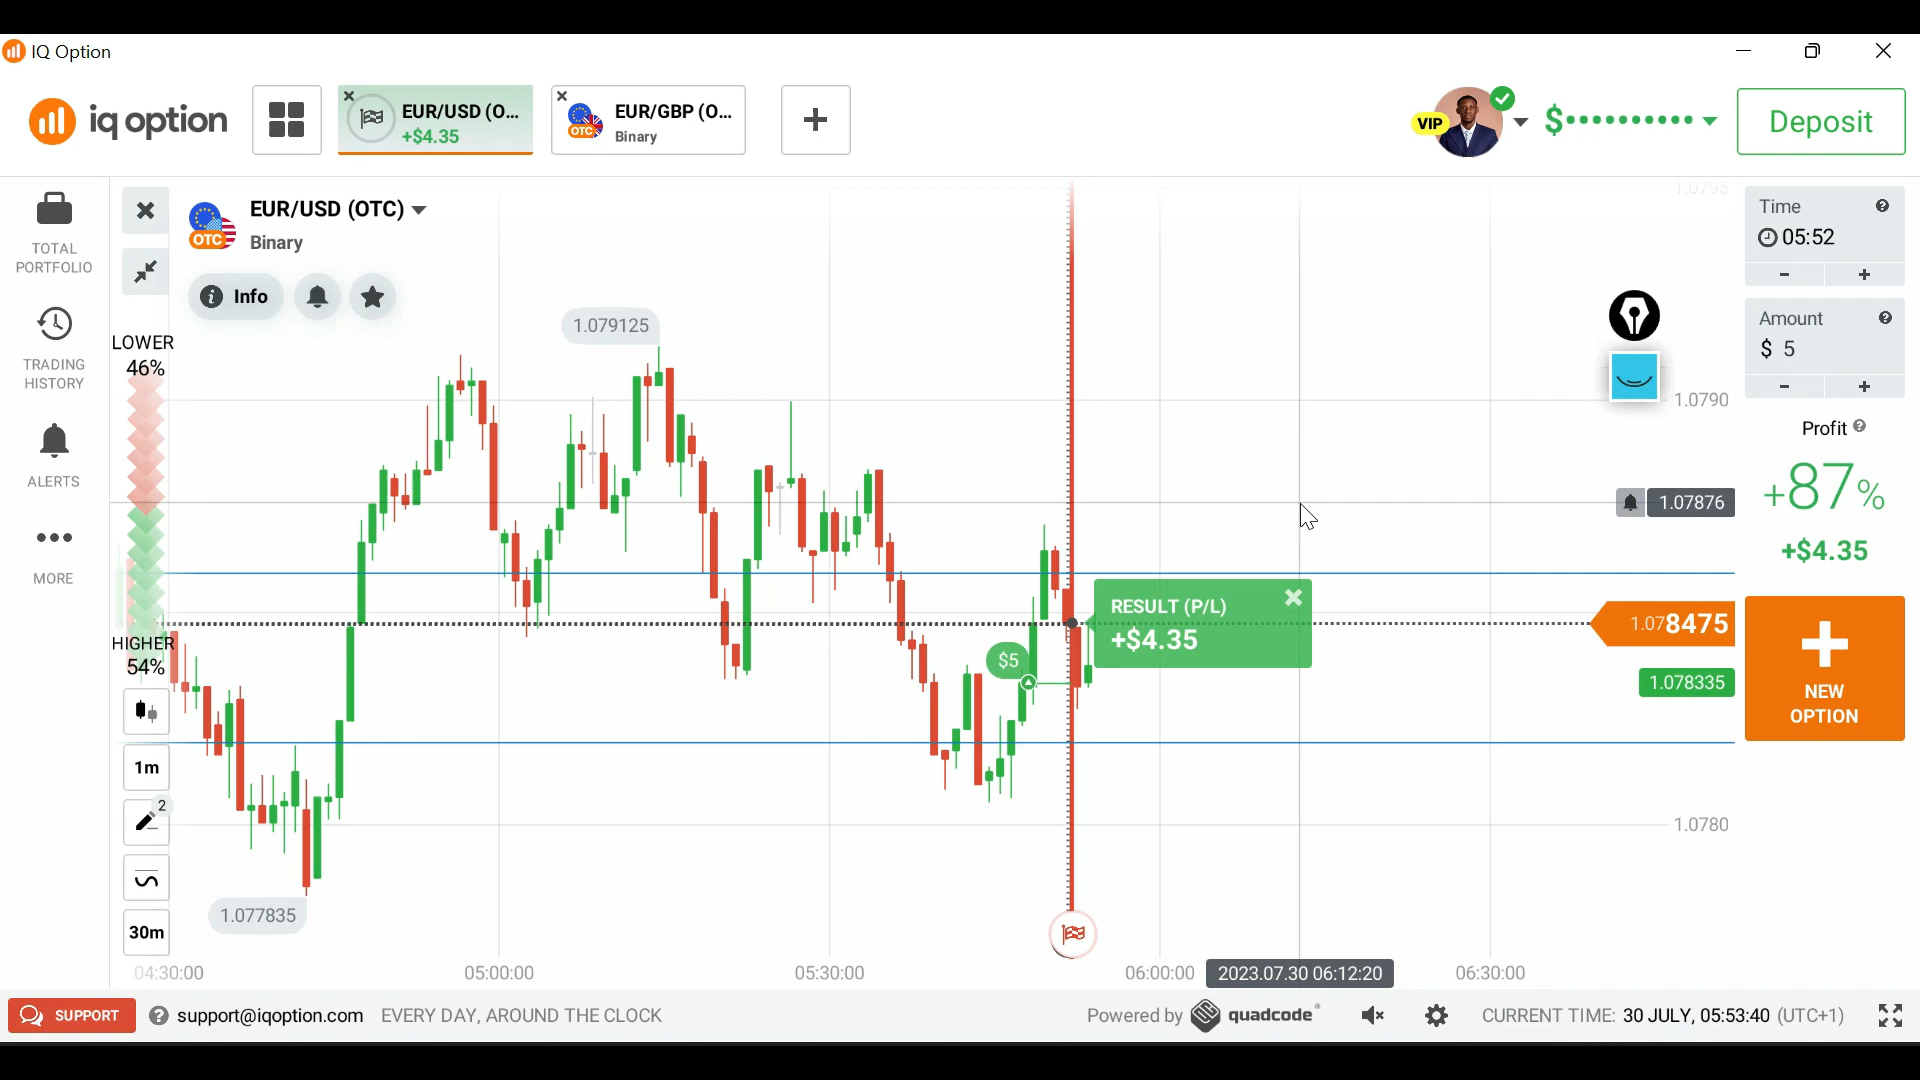 IQ Option
iq option
EUR/USD (O...
+$4.35
EUR/GBP (O...
OTC
Binary
VIP
$
Deposit
TOTAL
PORTFOLIO
TRADING
HISTORY
ALERTS
MORE
EUR/USD (OTC)
OTC
Binary
Info
LOWER
46%
HIGHER
54%
1m
2
30m
1.079125
1.077835
$5
RESULT (P/L)
+$4.35
1.0795
1.0790
1.07876
1.078475
1.078335
1.0780
04:30:00
05:00:00
05:30:00
06:00:00
2023.07.30 06:12:20
06:30:00
Time
05:52
- +
Amount
$ 5
- +
Profit
+87%
+$4.35
NEW
OPTION
SUPPORT
support@iqoption.com
EVERY DAY, AROUND THE CLOCK
Powered by quadcode®
CURRENT TIME: 30 JULY, 05:53:40 (UTC+1)